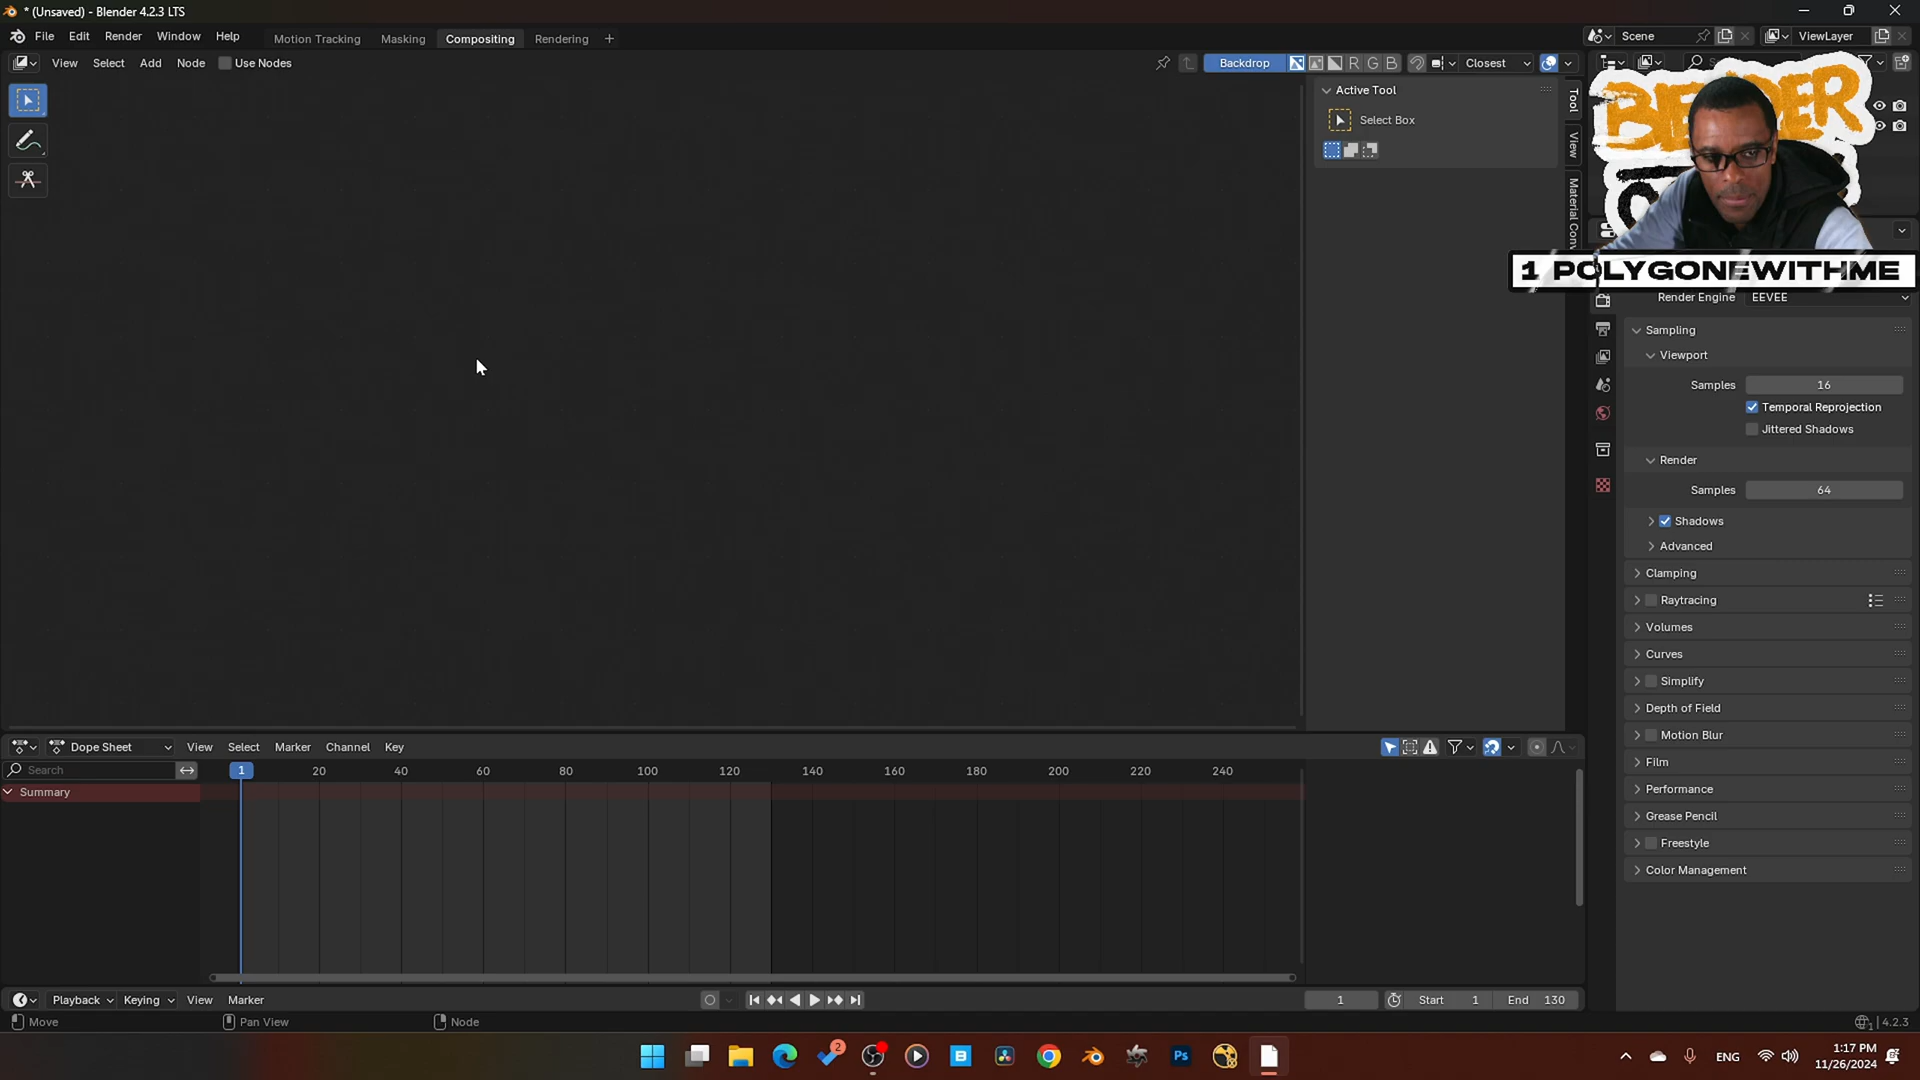 * (Unsaved) - Blender 4.2.3 LTS
File Edit Render Window Help Motion Tracking Masking Compositing Rendering + Scene ViewLayer
View Select Add Node Use Nodes Backdrop R G B Closest
Active Tool
Select Box
Tool
View
Material Conv
1 POLYGONEWITHME
Render Engine EEVEE
Sampling
Viewport
Samples 16
Temporal Reprojection
Jittered Shadows
Render
Samples 64
Shadows
Advanced
Clamping
Raytracing
Volumes
Curves
Simplify
Depth of Field
Motion Blur
Film
Performance
Grease Pencil
Freestyle
Color Management
Dope Sheet View Select Marker Channel Key
Search 1 20 40 60 80 100 120 140 160 180 200 220 240
Summary
Playback Keying View Marker 1 Start 1 End 130
Move Pan View Node 4.2.3
2 Ps ENG 1:17 PM
11/26/2024